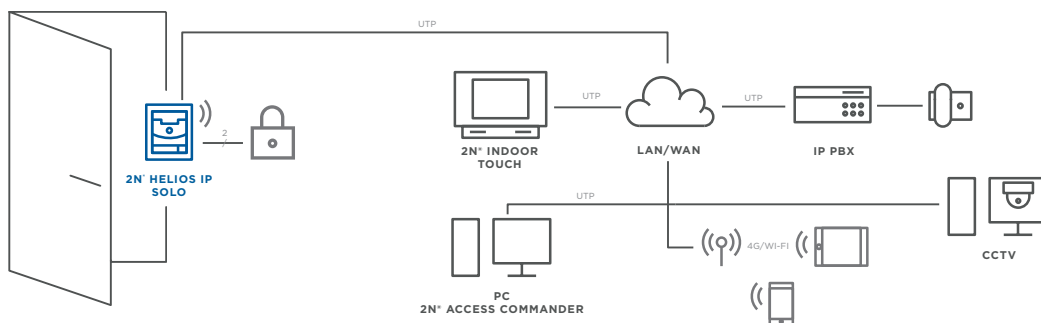 UTP
2
2N' HELIOS IP
SOLO
UTP
UTP
2N® INDOOR
TOUCH
LAN/WAN
IP PBX
UTP
4G/WI-FI
CCTV
PC
2N® ACCESS COMMANDER